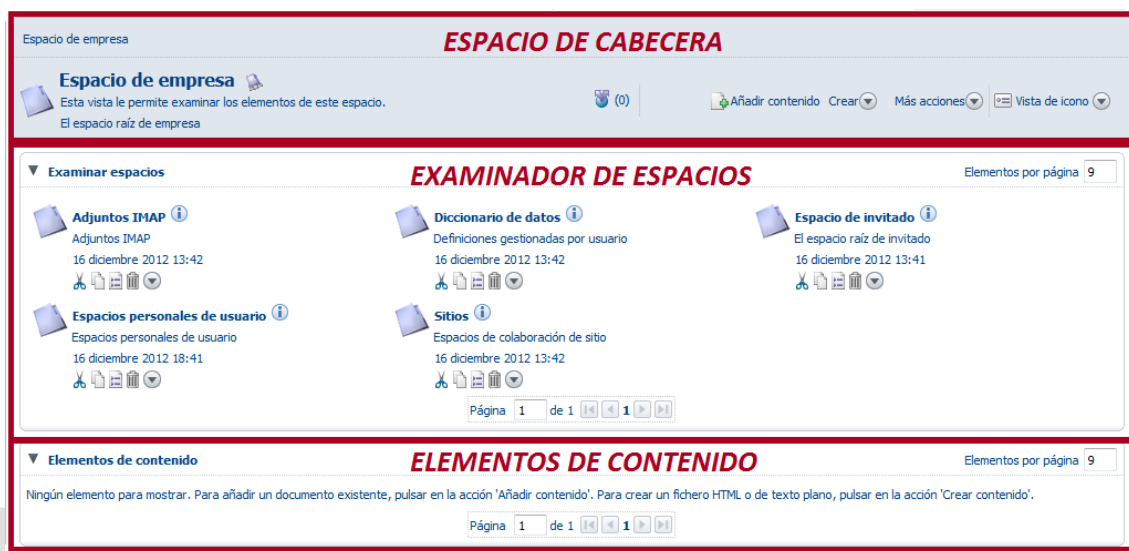 Espacio de empresa
ESPACIO DE CABECERA
Espacio de empresa
Esta vista le permite examinar los elementos de este espacio.
El espacio raíz de empresa
(0)
Añadir contenido Crear Más acciones Vista de icono
Examinar espacios
EXAMINADOR DE ESPACIOS
Elementos por página 9
Adjuntos IMAP
Adjuntos IMAP
16 diciembre 2012 13:42
Diccionario de datos
Definiciones gestionadas por usuario
16 diciembre 2012 13:42
Espacio de invitado
El espacio raíz de invitado
16 diciembre 2012 13:41
Espacios personales de usuario
Espacios personales de usuario
16 diciembre 2012 18:41
Sitios
Espacios de colaboración de sitio
16 diciembre 2012 13:42
Página 1 de 1 1
Elementos de contenido
ELEMENTOS DE CONTENIDO
Elementos por página 9
Ningún elemento para mostrar. Para añadir un documento existente, pulsar en la acción 'Añadir contenido'. Para crear un fichero HTML o de texto plano, pulsar en la acción 'Crear contenido'.
Página 1 de 1 1